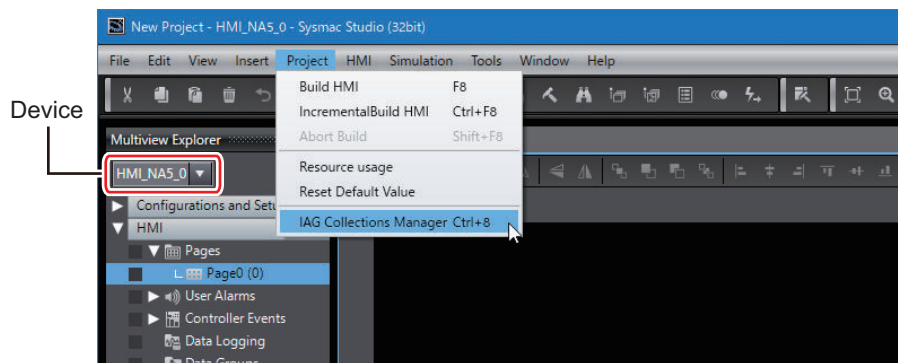 New Project - HMI_NA5_0 - Sysmac Studio (32bit)
File Edit View Insert Project HMI Simulation Tools Window Help
Build HMI F8
IncrementalBuild HMI Ctrl+F8
Abort Build Shift+F8
Resource usage
Reset Default Value
IAG Collections Manager Ctrl+8
Device
Multiview Explorer
HMI_NA5_0
Configurations and Setu
HMI
Pages
Page0 (0)
User Alarms
Controller Events
Data Logging
Data Groups